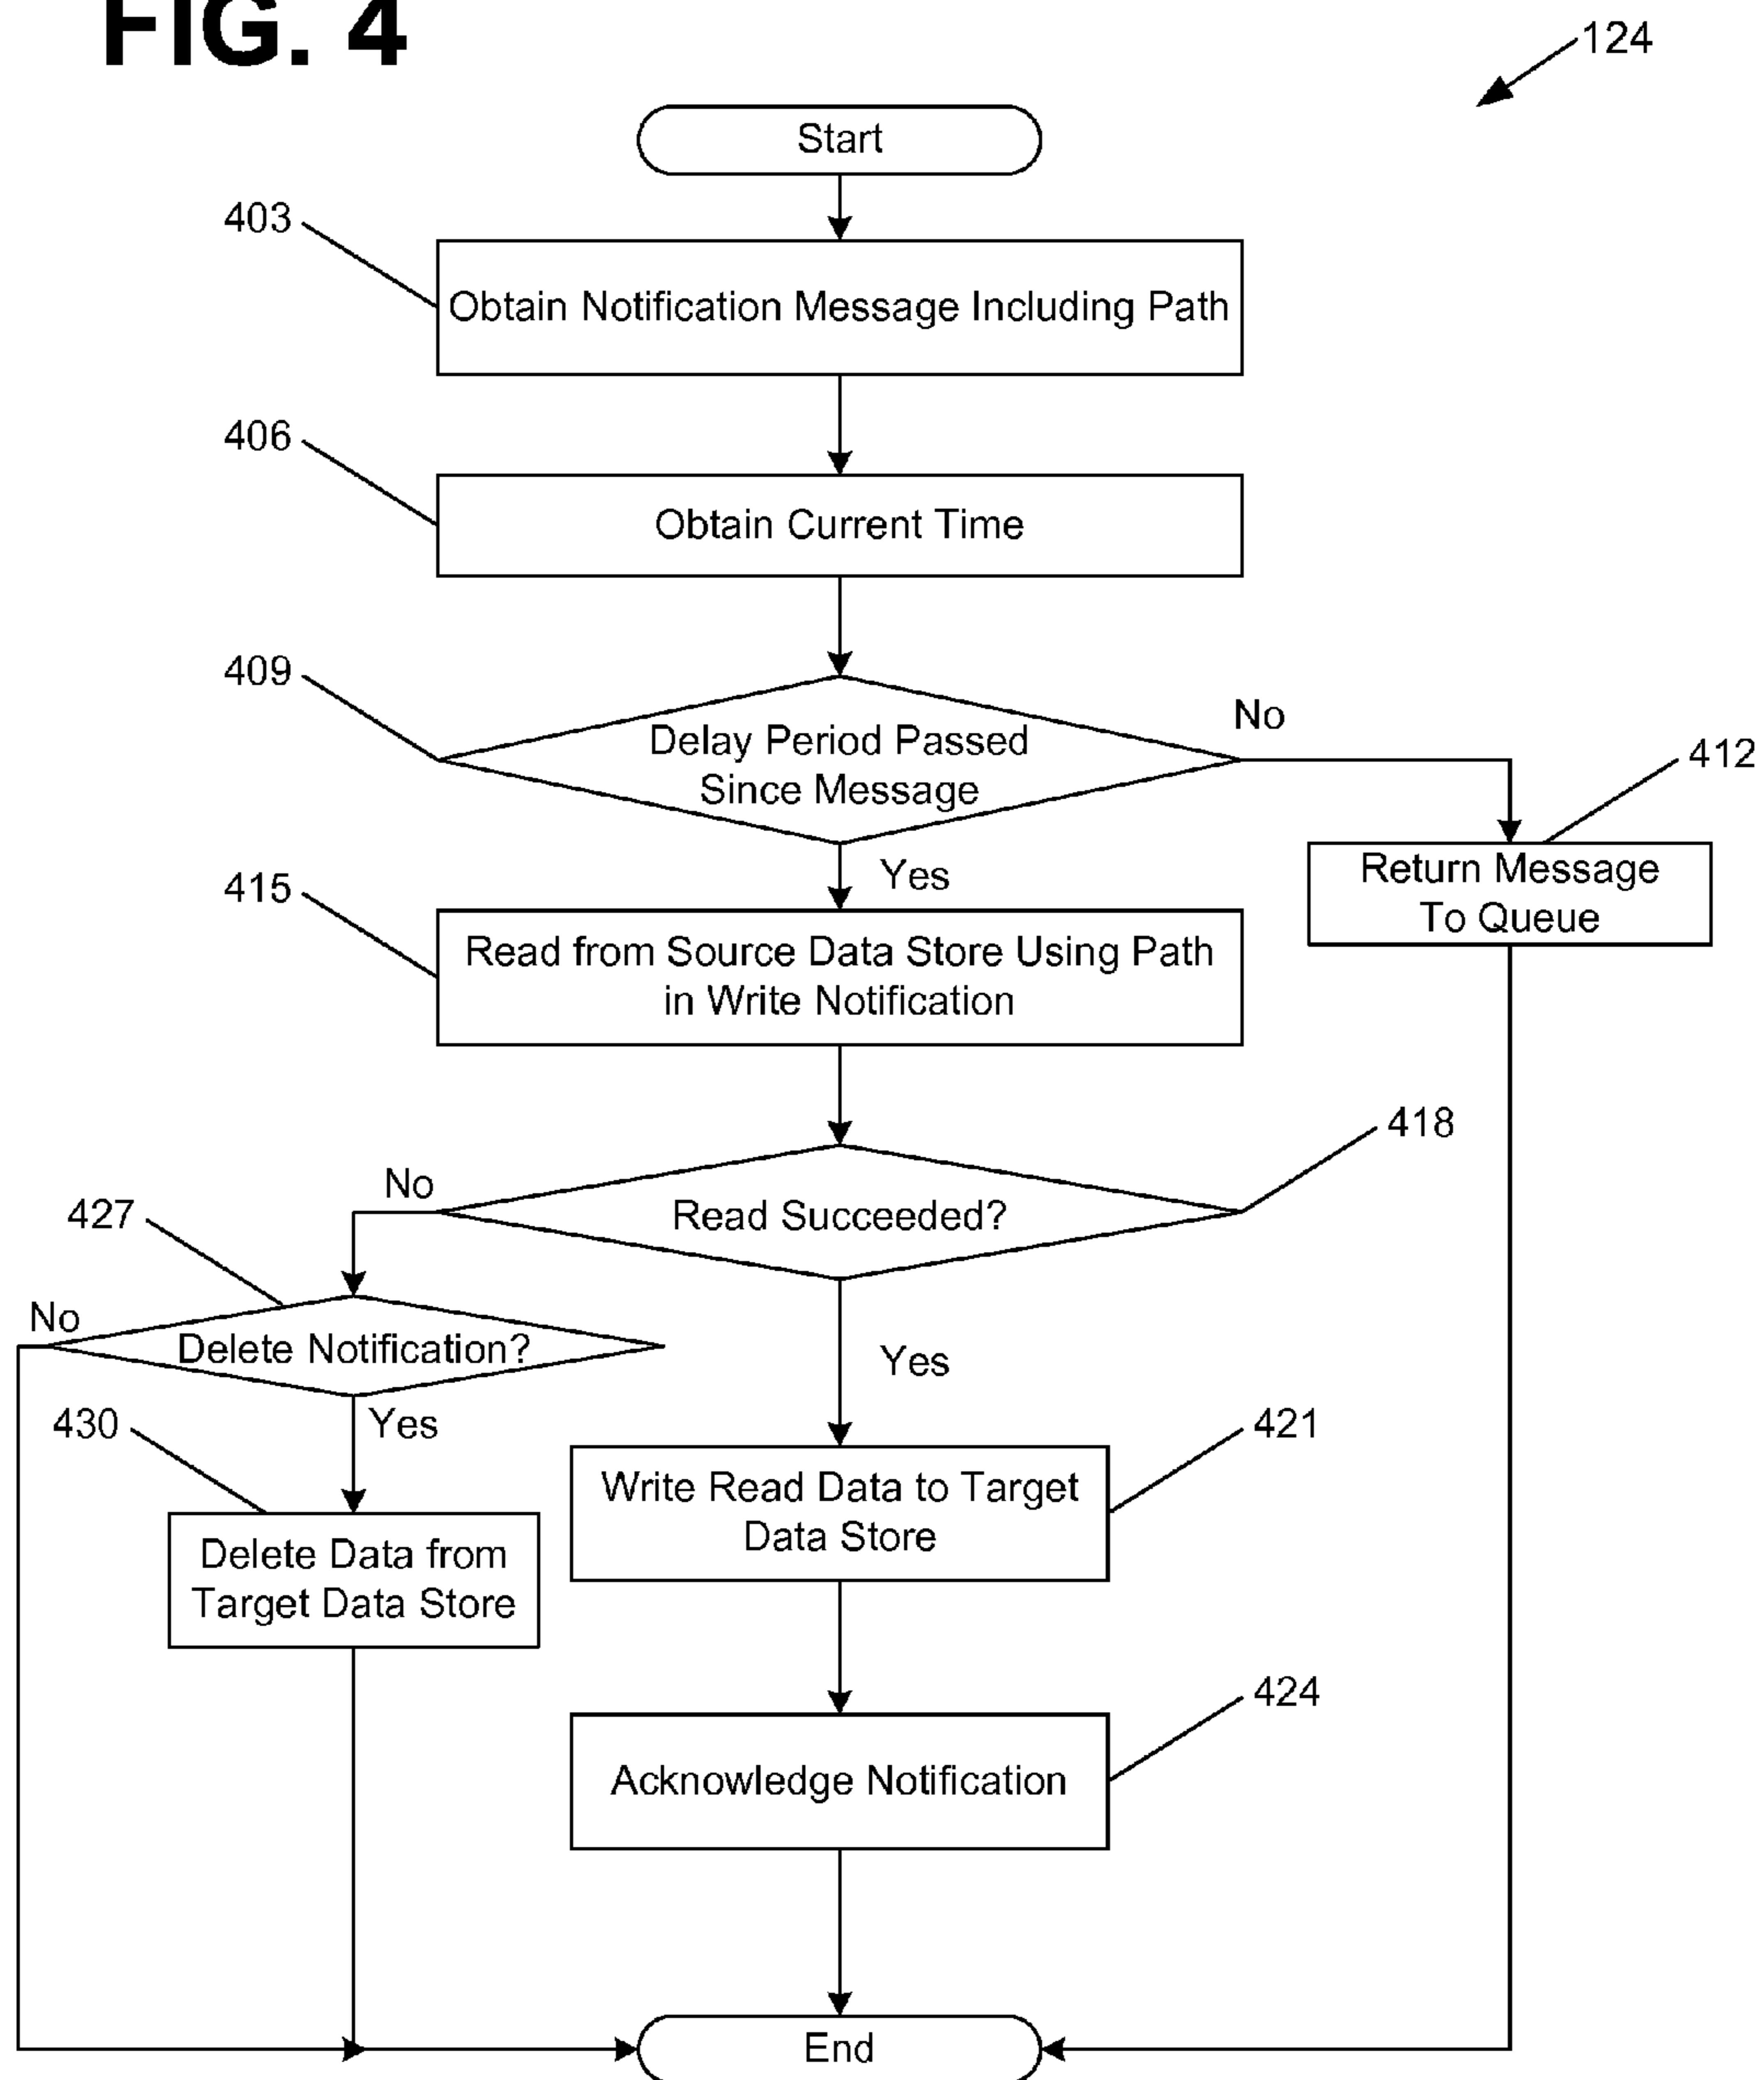 FIG. 4
124
Start
403
Obtain Notification Message Including Path
406
Obtain Current Time
409
Delay Period Passed
Since Message
No
412
Return Message
To Queue
Yes
415
Read from Source Data Store Using Path
in Write Notification
418
No
Read Succeeded?
427
No
Delete Notification?
Yes
430
Yes
421
Write Read Data to Target
Data Store
Delete Data from
Target Data Store
424
Acknowledge Notification
End